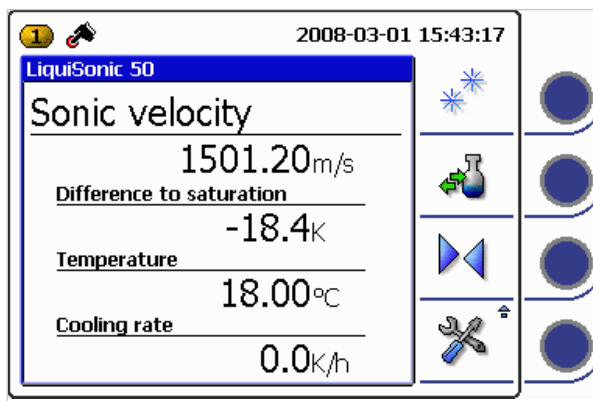 1
2008-03-01 15:43:17
LiquiSonic 50
Sonic velocity
1501.20m/s
Difference to saturation
-18.4K
Temperature
18.00°C
Cooling rate
0.0K/h